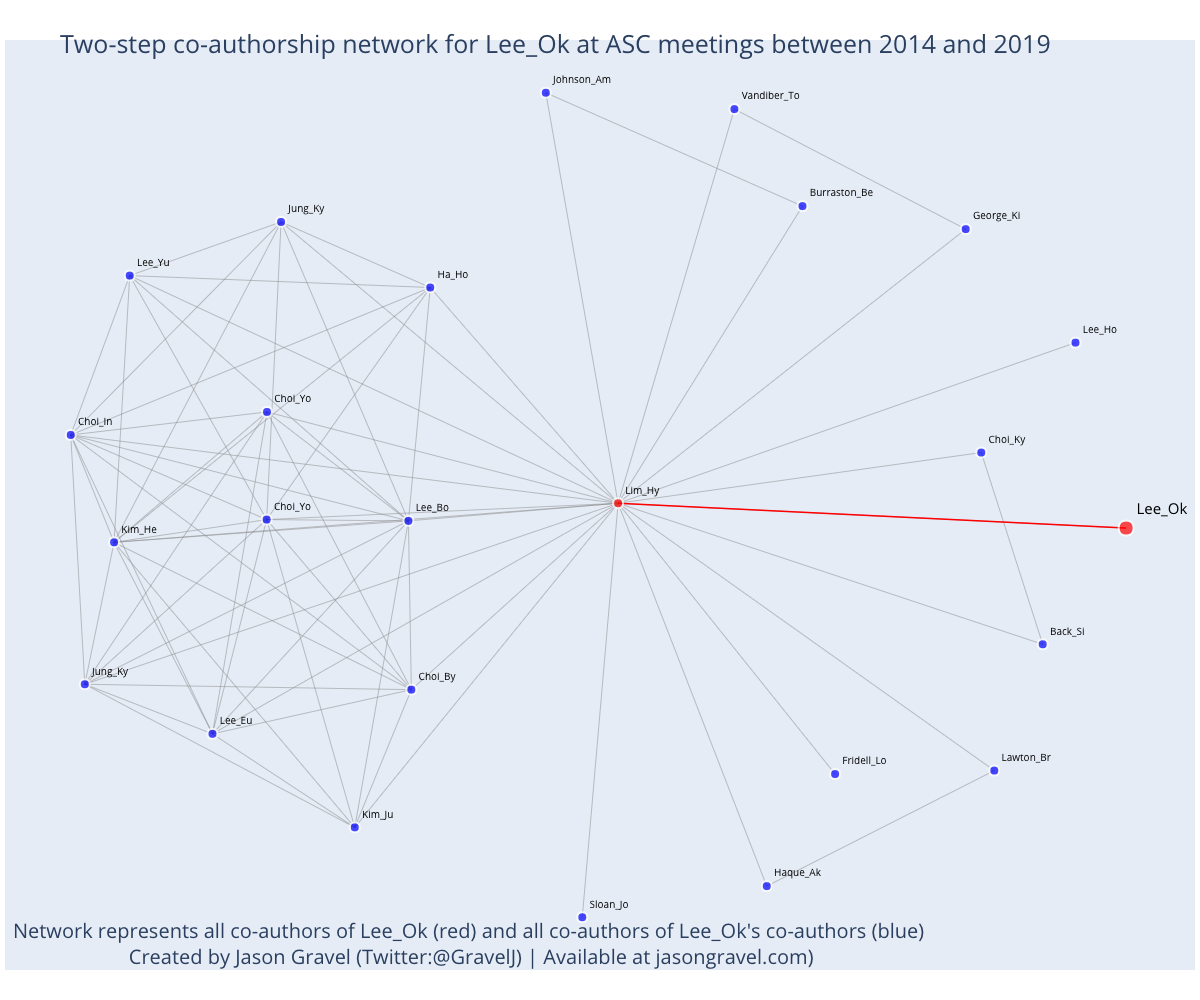 Two-step co-authorship network for Lee_Ok at ASC meetings between 2014 and 2019
Johnson_Am
Vandiber_To
Burraston_Be
Jung_Ky
George_Ki
Lee_Yu
Ha_Ho
Lee_Ho
Choi_Yo
Choi_In
Choi_Ky
Lim_Hy
Choi_Yo
Lee_Bo
Lee_Ok
Kim_He
Back_Si
Jung_Ky
Choi_By
Lee_Eu
Fridell_Lo
Lawton_Br
Kim_Ju
Haque_Ak
Sloan_Jo
Network represents all co-authors of Lee_Ok (red) and all co-authors of Lee_Ok's co-authors (blue)
Created by Jason Gravel (Twitter:@GravelJ) | Available at jasongravel.com)